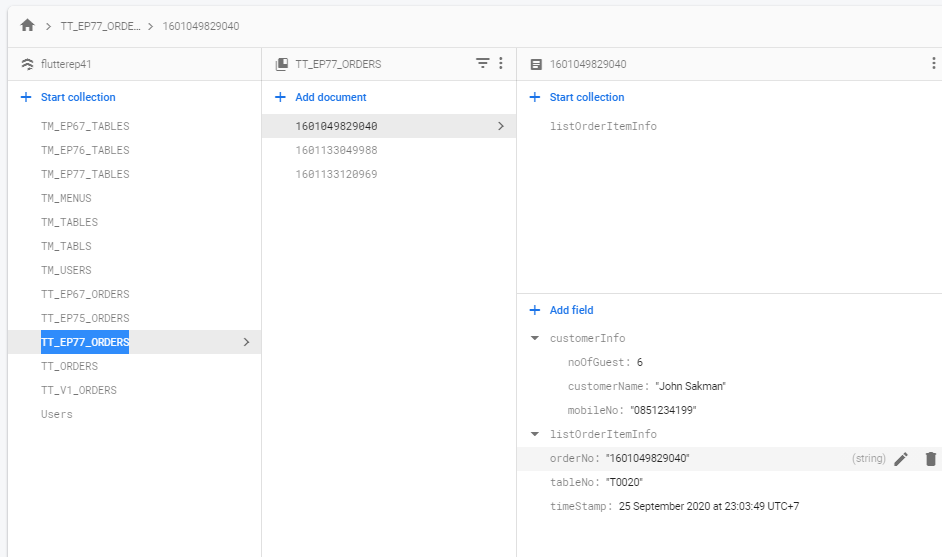 TT_EP77_ORDE... > 1601049829040
flutterep41
Start collection
TM_EP67_TABLES
TM_EP76_TABLES
TM_EP77_TABLES
TM_MENUS
TM_TABLES
TM_TABLS
TM_USERS
TT_EP67_ORDERS
TT_EP75_ORDERS
TT_EP77_ORDERS
TT_ORDERS
TT_V1_ORDERS
Users
TT_EP77_ORDERS
Add document
1601049829040
1601133049988
1601133120969
1601049829040
Start collection
listOrderItemInfo
Add field
customerInfo
noOfGuest: 6
customerName: "John Sakman"
mobileNo: "0851234199"
listOrderItemInfo
orderNo: "1601049829040" (string)
tableNo: "T0020"
timeStamp: 25 September 2020 at 23:03:49 UTC+7